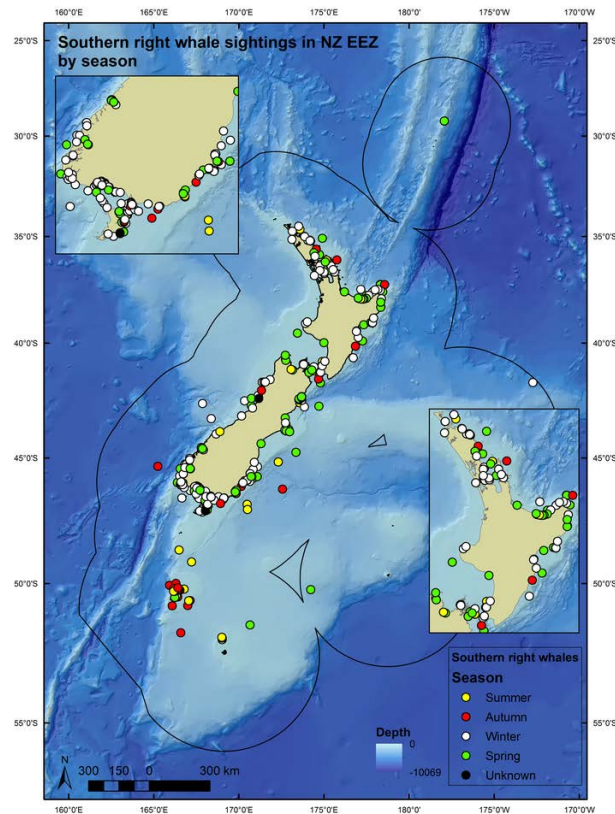 160°0'E 165°0'E 170°0'E 175°0'E 180°0'E 175°0'W 170°0'W
25°0'S 25°0'S
Southern right whale sightings in NZ EEZ
by season
30°0'S 30°0'S
35°0'S 35°0'S
40°0'S 40°0'S
45°0'S 45°0'S
50°0'S 50°0'S
55°0'S 55°0'S
Southern right whales
Season
Summer
Autumn
Winter
Spring
Unknown
Depth
0
-10069
N
300 150 0 300 km
160°0'E 165°0'E 170°0'E 175°0'E 180°0'E 175°0'W 170°0'W